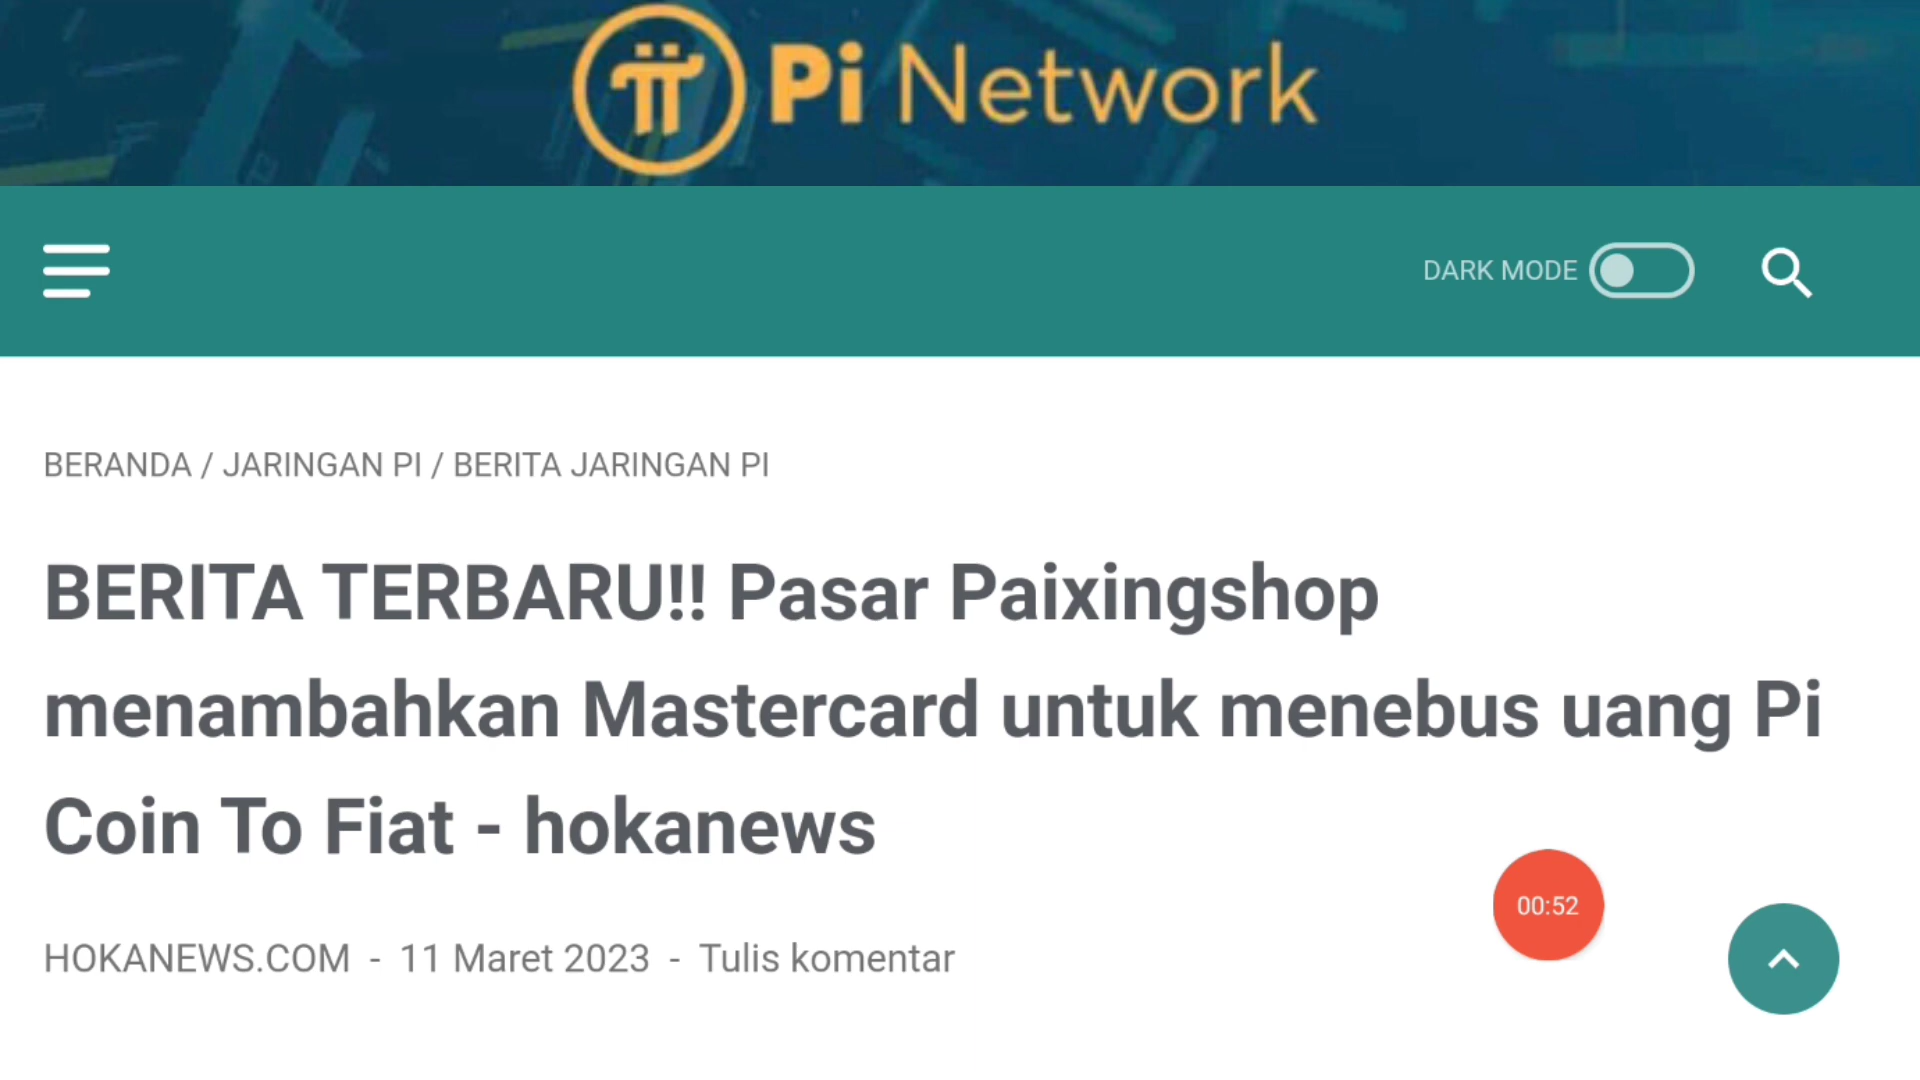 Pi Network
DARK MODE
BERANDA / JARINGAN PI / BERITA JARINGAN PI
BERITA TERBARU!! Pasar Paixingshop
menambahkan Mastercard untuk menebus uang Pi
Coin To Fiat - hokanews
00:52
HOKANEWS.COM - 11 Maret 2023 - Tulis komentar